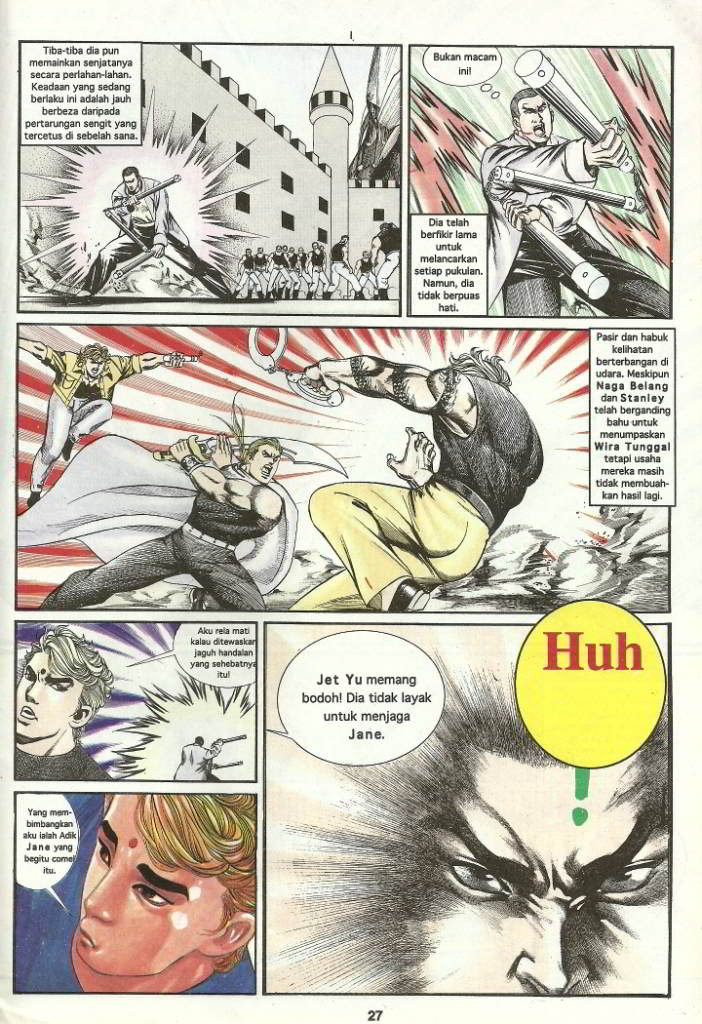 Tiba-tiba dia pun
memainkan senjatanya
secara perlahan-lahan.
Keadaan yang sedang
berlaku ini adalah jauh
berbeza daripada
pertarungan sengit yang
tercetus di sebelah sana.
Bukan macam
ini!
Dia telah
berfikir lama
untuk
melancarkan
setiap pukulan.
Namun, dia
tidak berpuas
hati.
Pasir dan habuk
kelihatan
berterbangan di
udara. Meskipun
Naga Belang
dan Stanley
telah berganding
bahu untuk
menumpaskan
Wira Tunggal
tetapi usaha
mereka masih
tidak membuah-
kan hasil lagi.
Aku rela mati
kalau ditewaskan
jaguh handalan
yang sehebatnya
itu!
Yang mem-
bimbangkan
aku ialah Adik
Jane yang
begitu comel
itu.
Jet Yu memang
bodoh! Dia tidak layak
untuk menjaga
Jane.
Huh
!
27